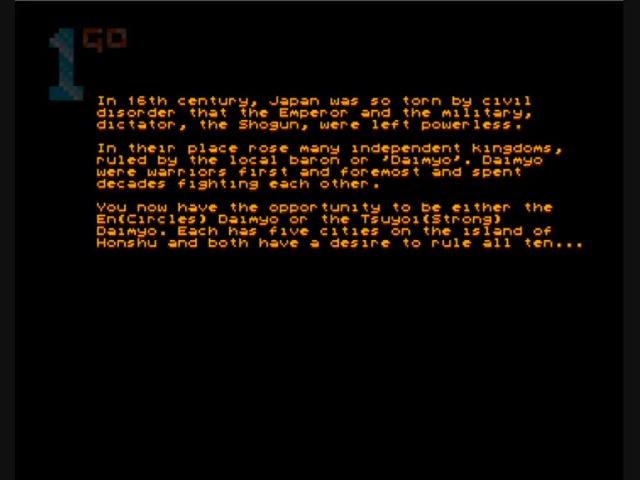 1 GO
In 16th century, Japan was so torn by civil
disorder that the Emperor and the military,
dictator, the Shogun, were left powerless.
In their place rose many independent kingdoms,
ruled by the local baron or 'Daimyo'. Daimyo
were warriors first and foremost and spent
decades fighting each other.
You now have the opportunity to be either the
En(Circles) Daimyo or the Tsuyoi(Strong)
Daimyo. Each has five cities on the island of
Honshu and both have a desire to rule all ten...